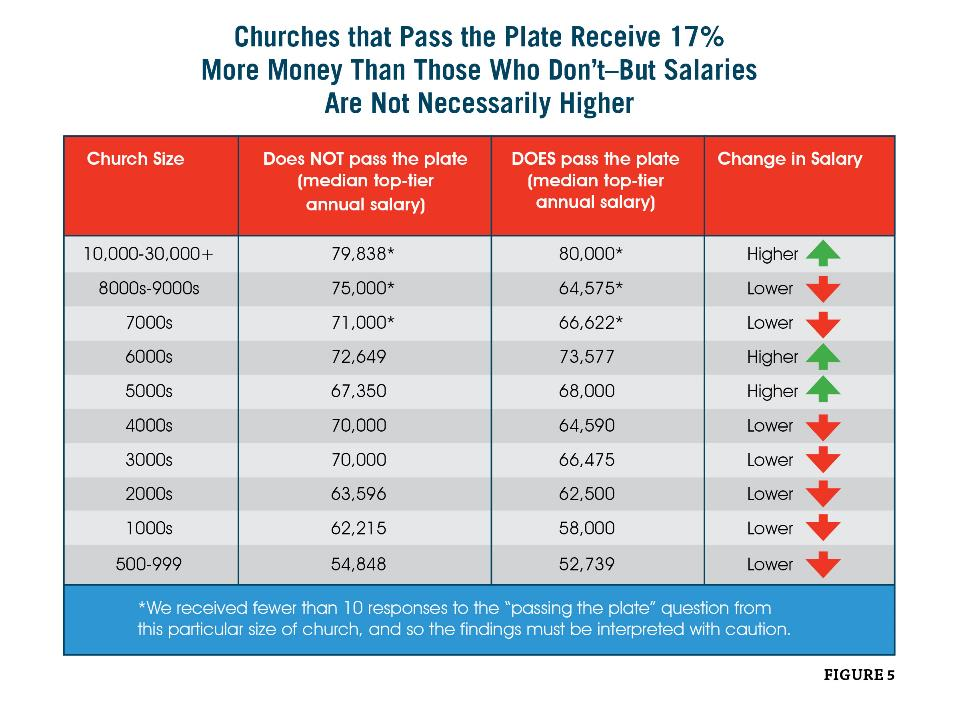 Churches that Pass the Plate Receive 17%
More Money Than Those Who Don't–But Salaries
Are Not Necessarily Higher
Church Size Does NOT pass the plate (median top-tier annual salary) DOES pass the plate (median top-tier annual salary) Change in Salary
10,000-30,000+ 79,838* 80,000* Higher
8000s-9000s 75,000* 64,575* Lower
7000s 71,000* 66,622* Lower
6000s 72,649 73,577 Higher
5000s 67,350 68,000 Higher
4000s 70,000 64,590 Lower
3000s 70,000 66,475 Lower
2000s 63,596 62,500 Lower
1000s 62,215 58,000 Lower
500-999 54,848 52,739 Lower
*We received fewer than 10 responses to the “passing the plate” question from
this particular size of church, and so the findings must be interpreted with caution.
FIGURE 5